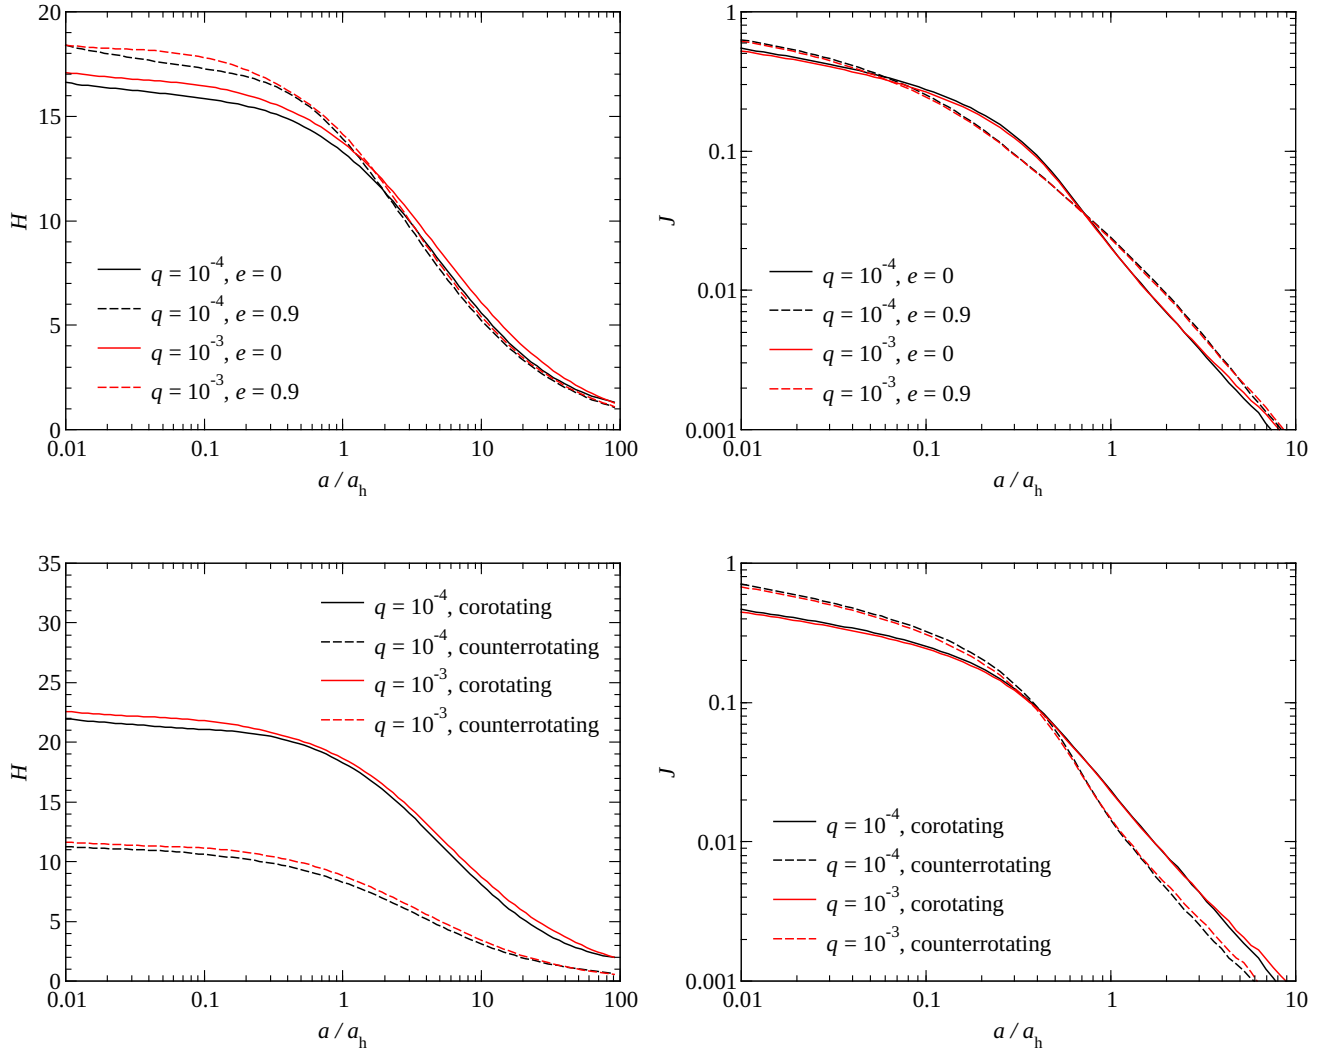 20
15
10
5
0
H
q = 10^-4, e = 0
q = 10^-4, e = 0.9
q = 10^-3, e = 0
q = 10^-3, e = 0.9
0.01 0.1 1 10 100
a / a_h
1
0.1
0.01
0.001
J
q = 10^-4, e = 0
q = 10^-4, e = 0.9
q = 10^-3, e = 0
q = 10^-3, e = 0.9
0.01 0.1 1 10
a / a_h
35
30
25
20
15
10
5
0
H
q = 10^-4, corotating
q = 10^-4, counterrotating
q = 10^-3, corotating
q = 10^-3, counterrotating
0.01 0.1 1 10 100
a / a_h
1
0.1
0.01
0.001
J
q = 10^-4, corotating
q = 10^-4, counterrotating
q = 10^-3, corotating
q = 10^-3, counterrotating
0.01 0.1 1 10
a / a_h